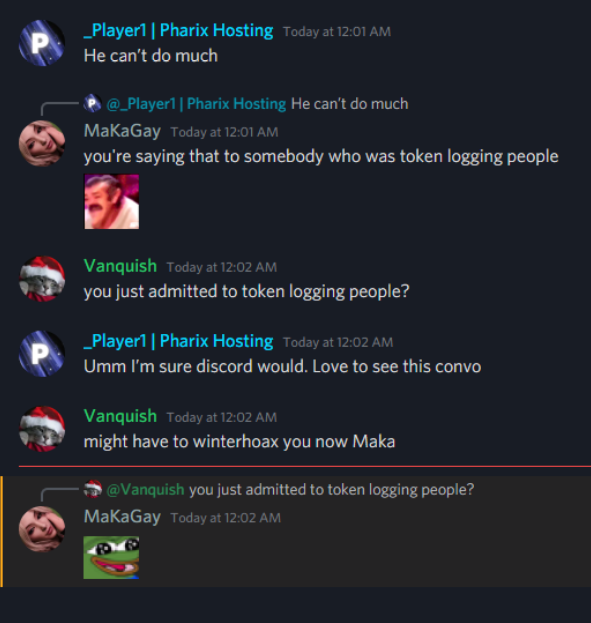 _Player1 | Pharix Hosting Today at 12:01 AM
He can't do much
@_Player1 | Pharix Hosting He can't do much
MaKaGay Today at 12:01 AM
you're saying that to somebody who was token logging people
Vanquish Today at 12:02 AM
you just admitted to token logging people?
_Player1 | Pharix Hosting Today at 12:02 AM
Umm I'm sure discord would. Love to see this convo
Vanquish Today at 12:02 AM
might have to winterhoax you now Maka
@Vanquish you just admitted to token logging people?
MaKaGay Today at 12:02 AM